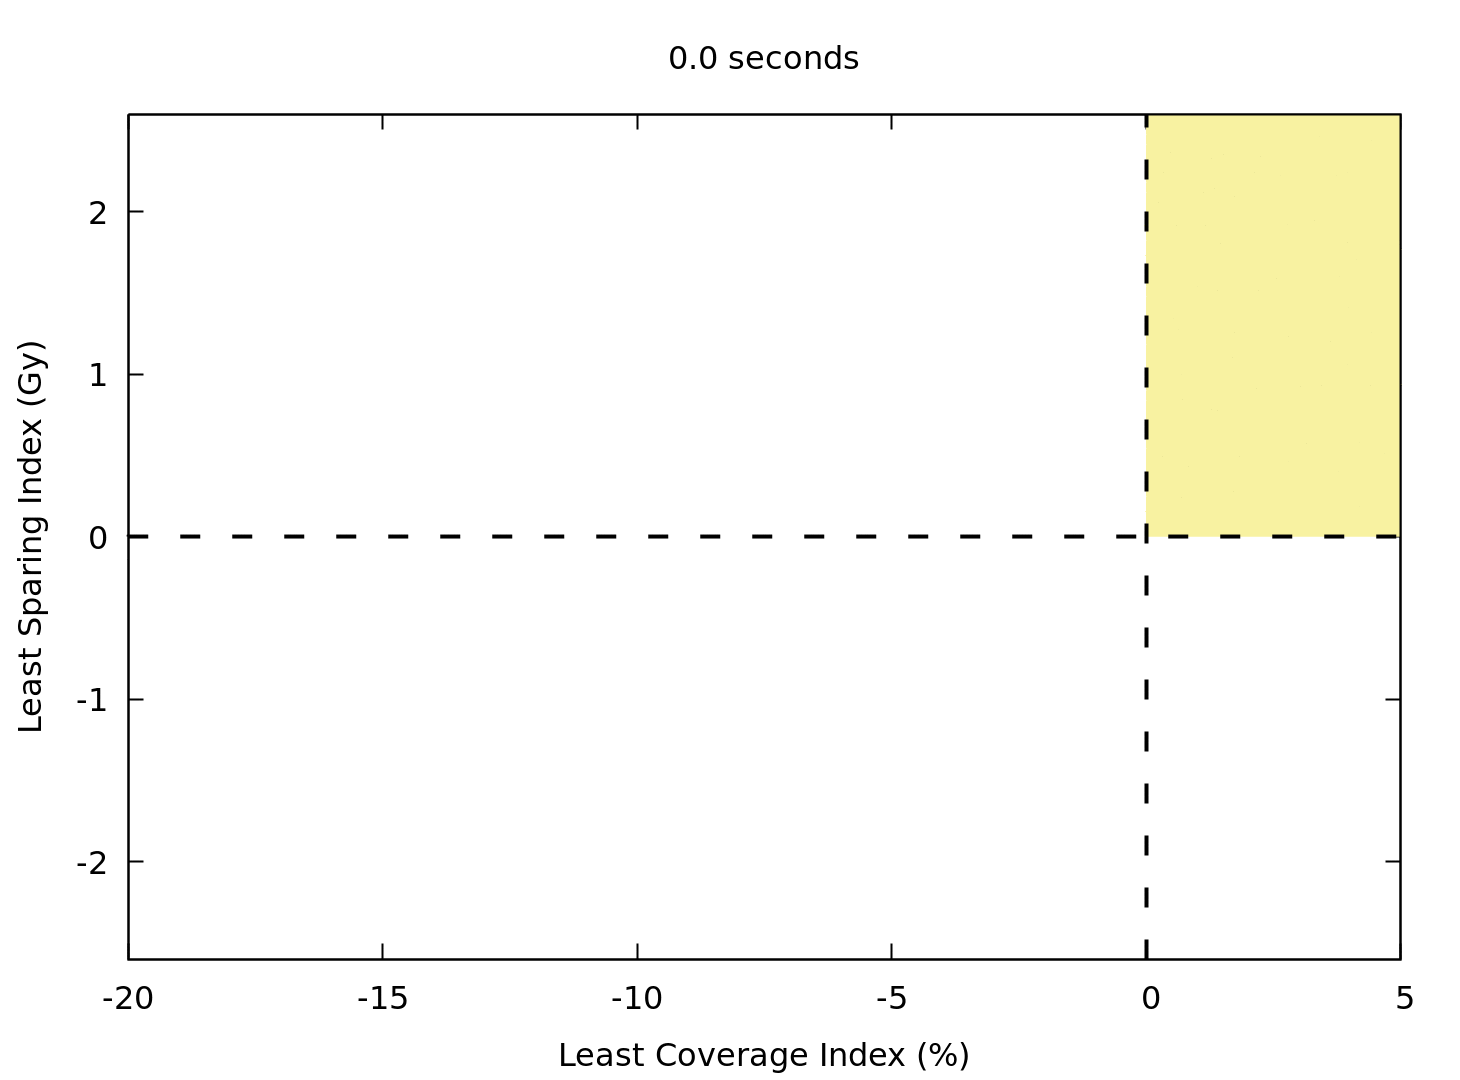 0.0 seconds
2
1
0
-1
-2
Least Sparing Index (Gy)
-20 -15 -10 -5 0 5
Least Coverage Index (%)